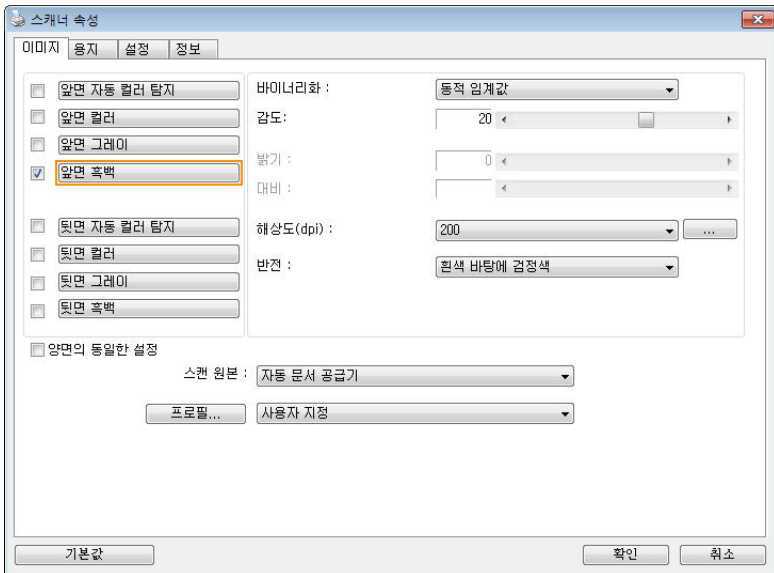 스캐너 속성
이미지 용지 설정 정보
앞면 자동 컬러 탐지
앞면 컬러
앞면 그레이
앞면 흑백
뒷면 자동 컬러 탐지
뒷면 컬러
뒷면 그레이
뒷면 흑백
바이너리화 : 동적 임계값
감도: 20
밝기 : 0
대비 :
해상도(dpi) : 200 ...
반전 : 흰색 바탕에 검정색
양면의 동일한 설정
스캔 원본 : 자동 문서 공급기
프로필... 사용자 지정
기본값 확인 취소